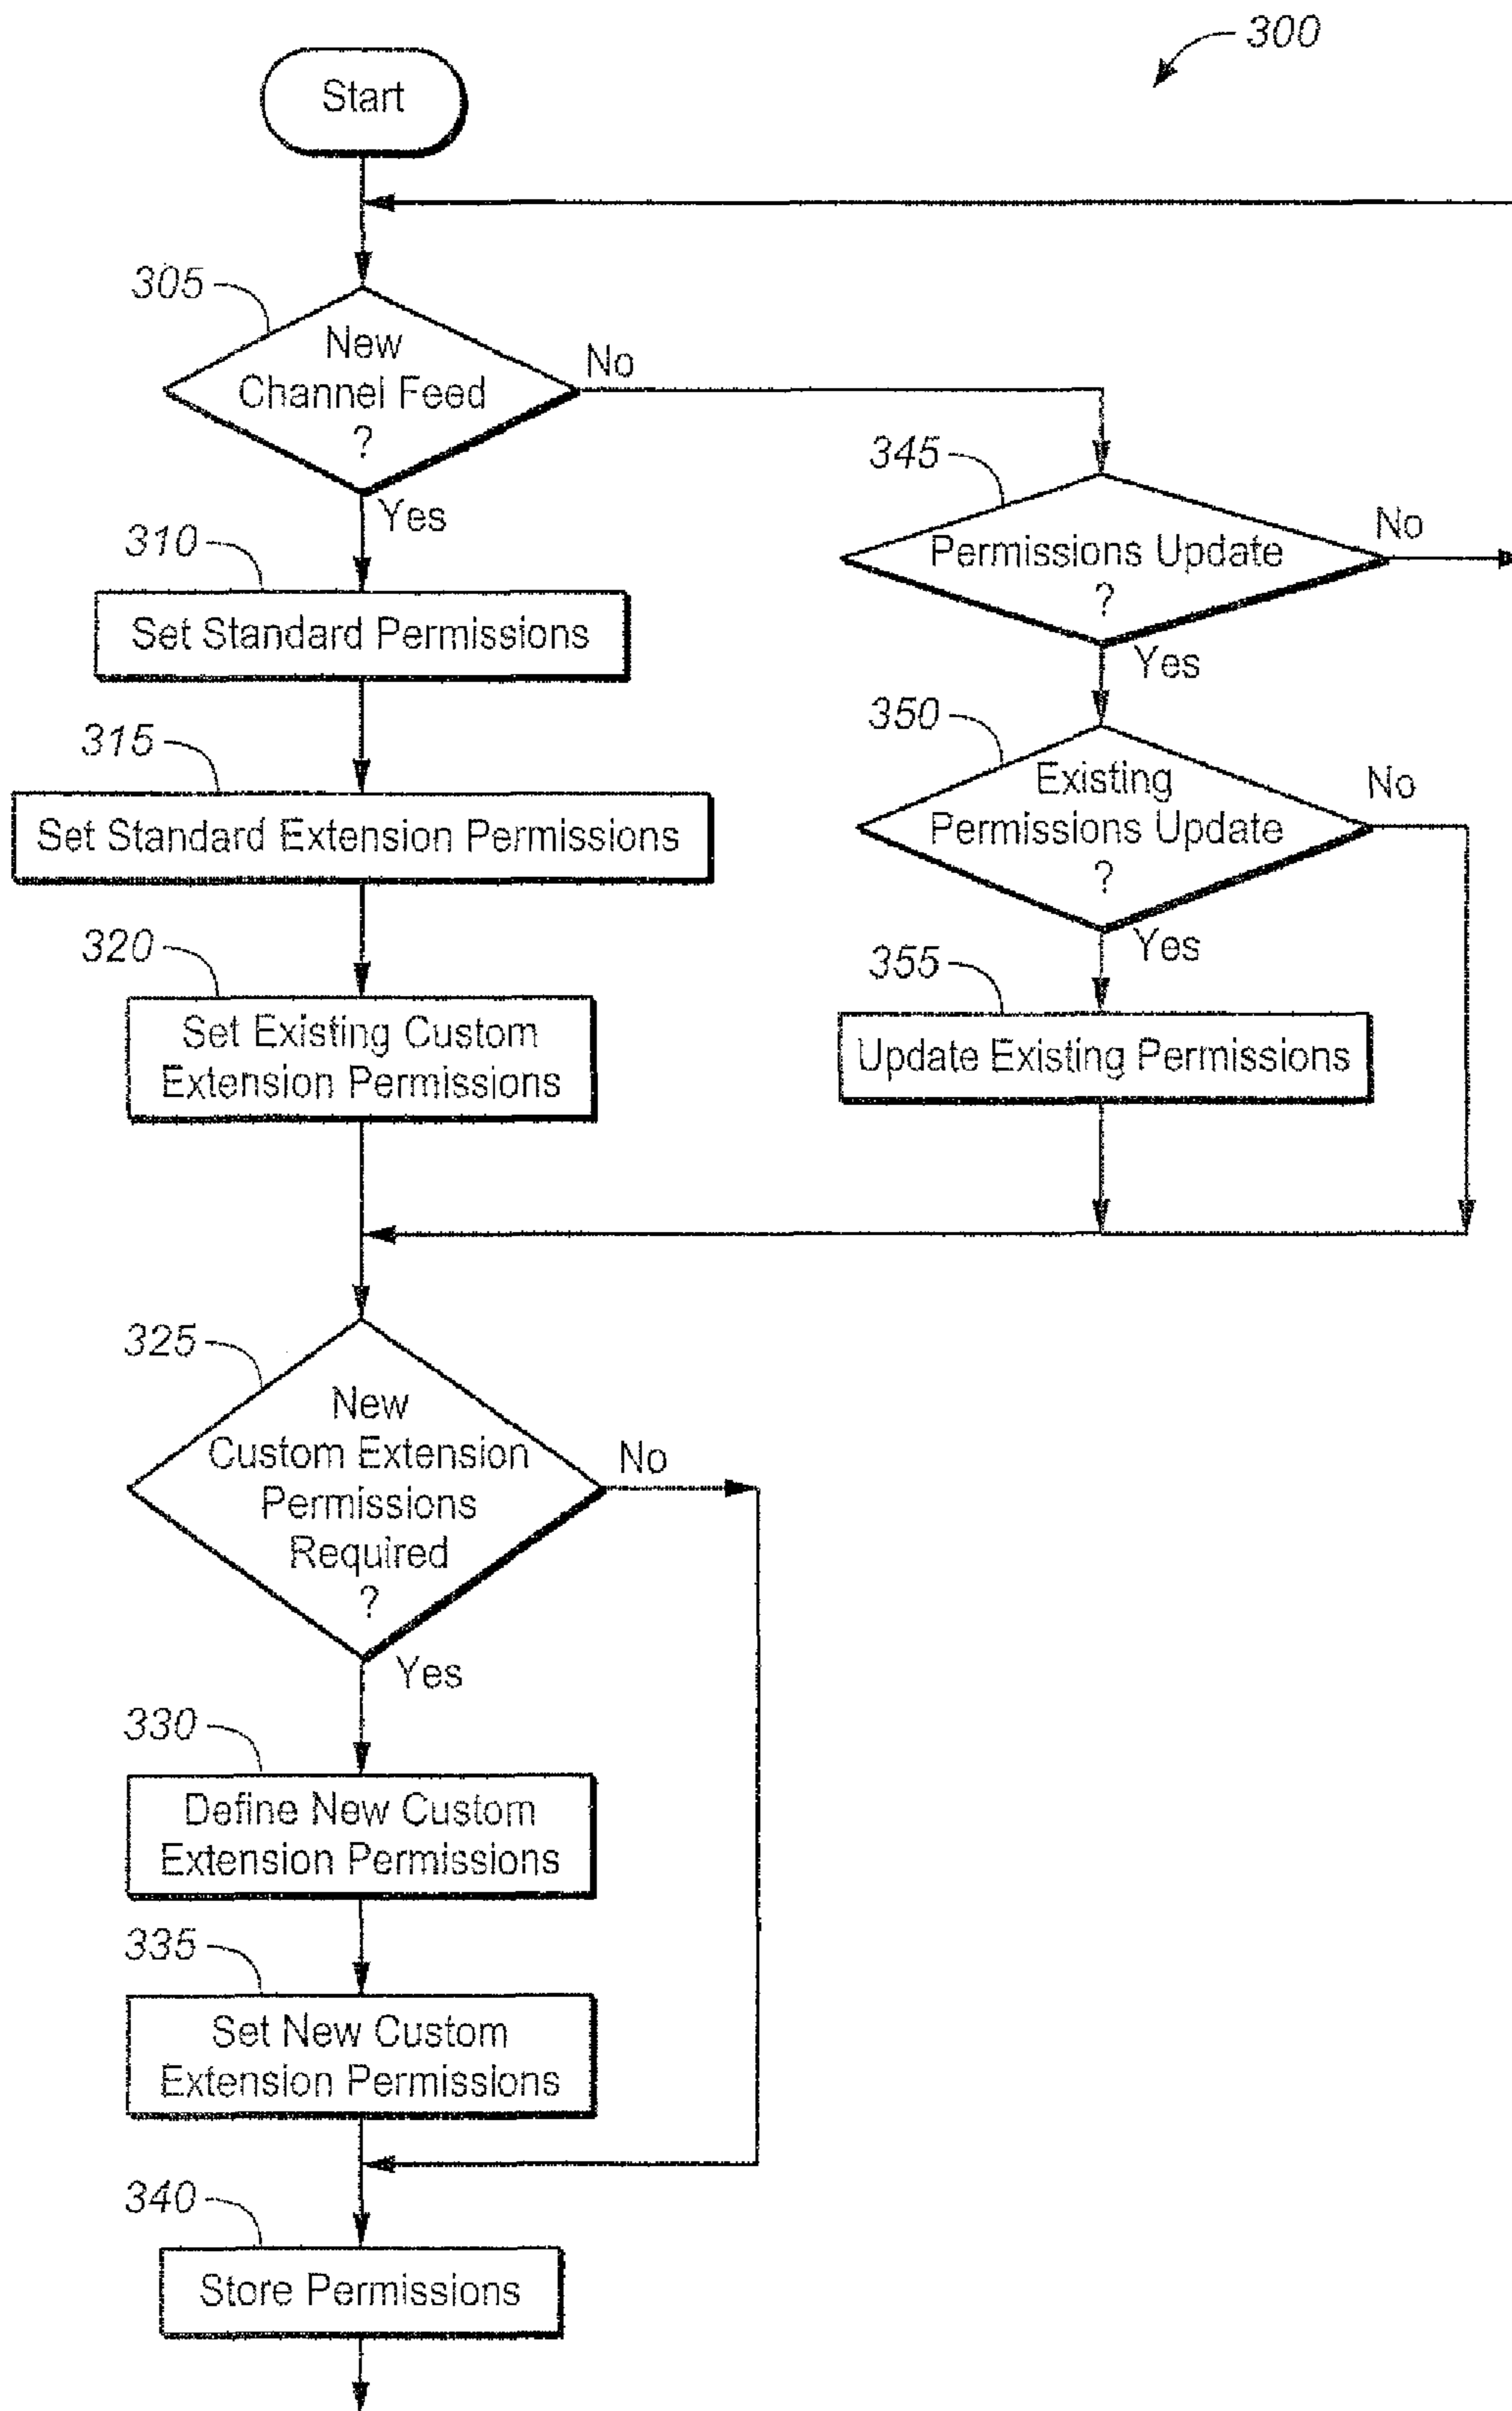 300
Start
305
New
Channel Feed
?
No
Yes
345
Permissions Update
?
No
Yes
310
Set Standard Permissions
315
Set Standard Extension Permissions
350
Existing
Permissions Update
?
No
Yes
320
Set Existing Custom
Extension Permissions
355
Update Existing Permissions
325
New
Custom Extension
Permissions
Required
?
No
Yes
330
Define New Custom
Extension Permissions
335
Set New Custom
Extension Permissions
340
Store Permissions